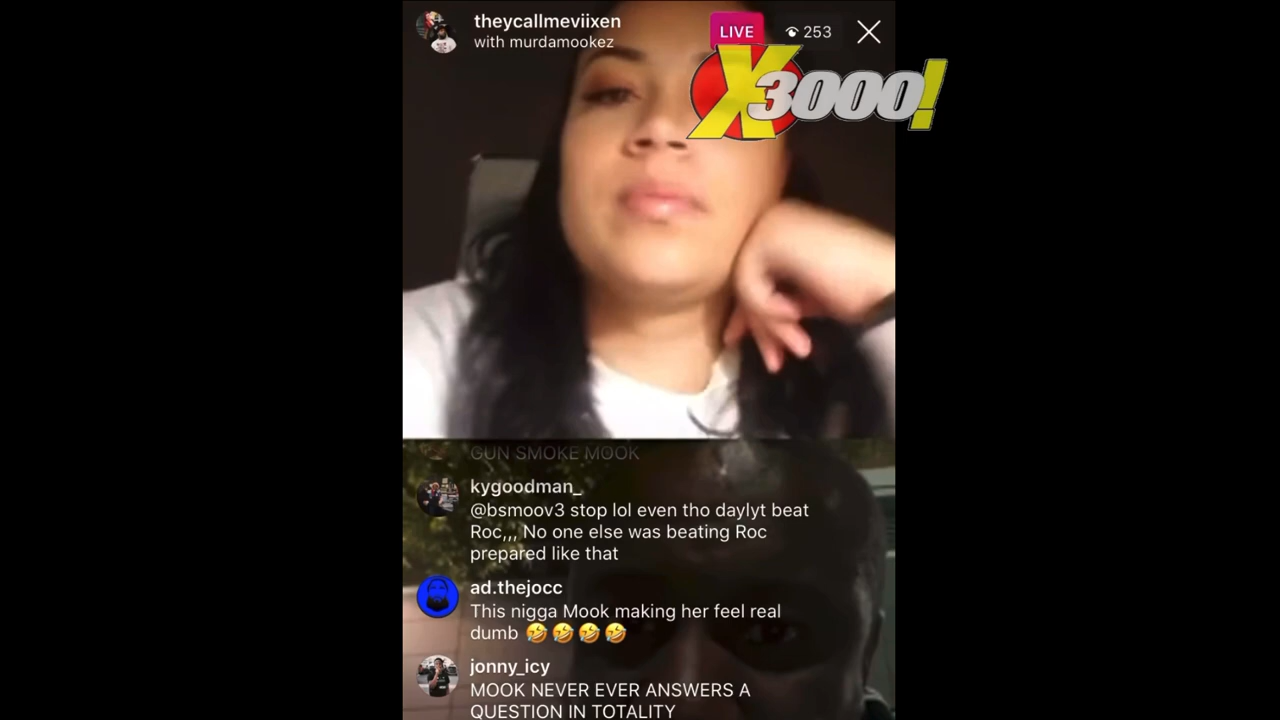 theycallmeviixen
with murdamookez
LIVE
253
X3000!
GUN SMOKE MOOK
kygoodman_
@bsmoov3 stop lol even tho daylyt beat
Roc,,, No one else was beating Roc
prepared like that
ad.thejocc
This nigga Mook making her feel real
dumb 🤣🤣🤣🤣
jonny_icy
MOOK NEVER EVER ANSWERS A
QUESTION IN TOTALITY